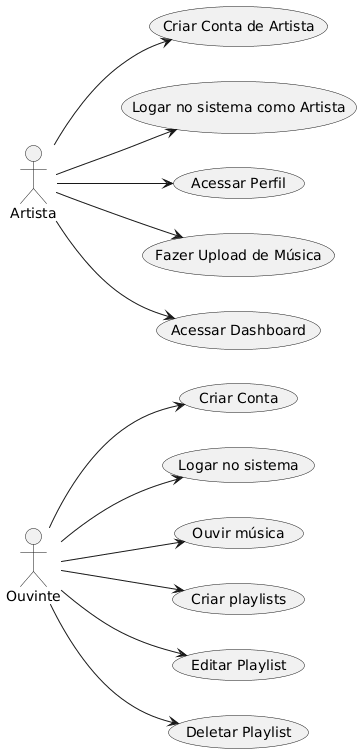 Criar Conta de Artista
Logar no sistema como Artista
Acessar Perfil
Artista
Fazer Upload de Música
Acessar Dashboard
Criar Conta
Logar no sistema
Ouvir música
Ouvinte
Criar playlists
Editar Playlist
Deletar Playlist